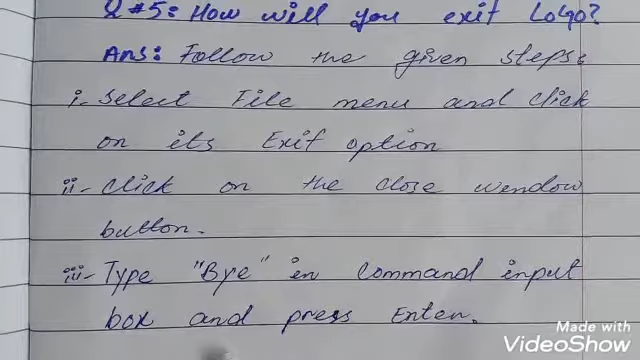 Q #5: How will you exit LoGo?
Ans: Follow the given steps:
i- Select File menu and click
on its Exit option
ii- Click on the close window
button.
iii- Type "Bye" in Command input
box and press Enter.
Made with
VideoShow